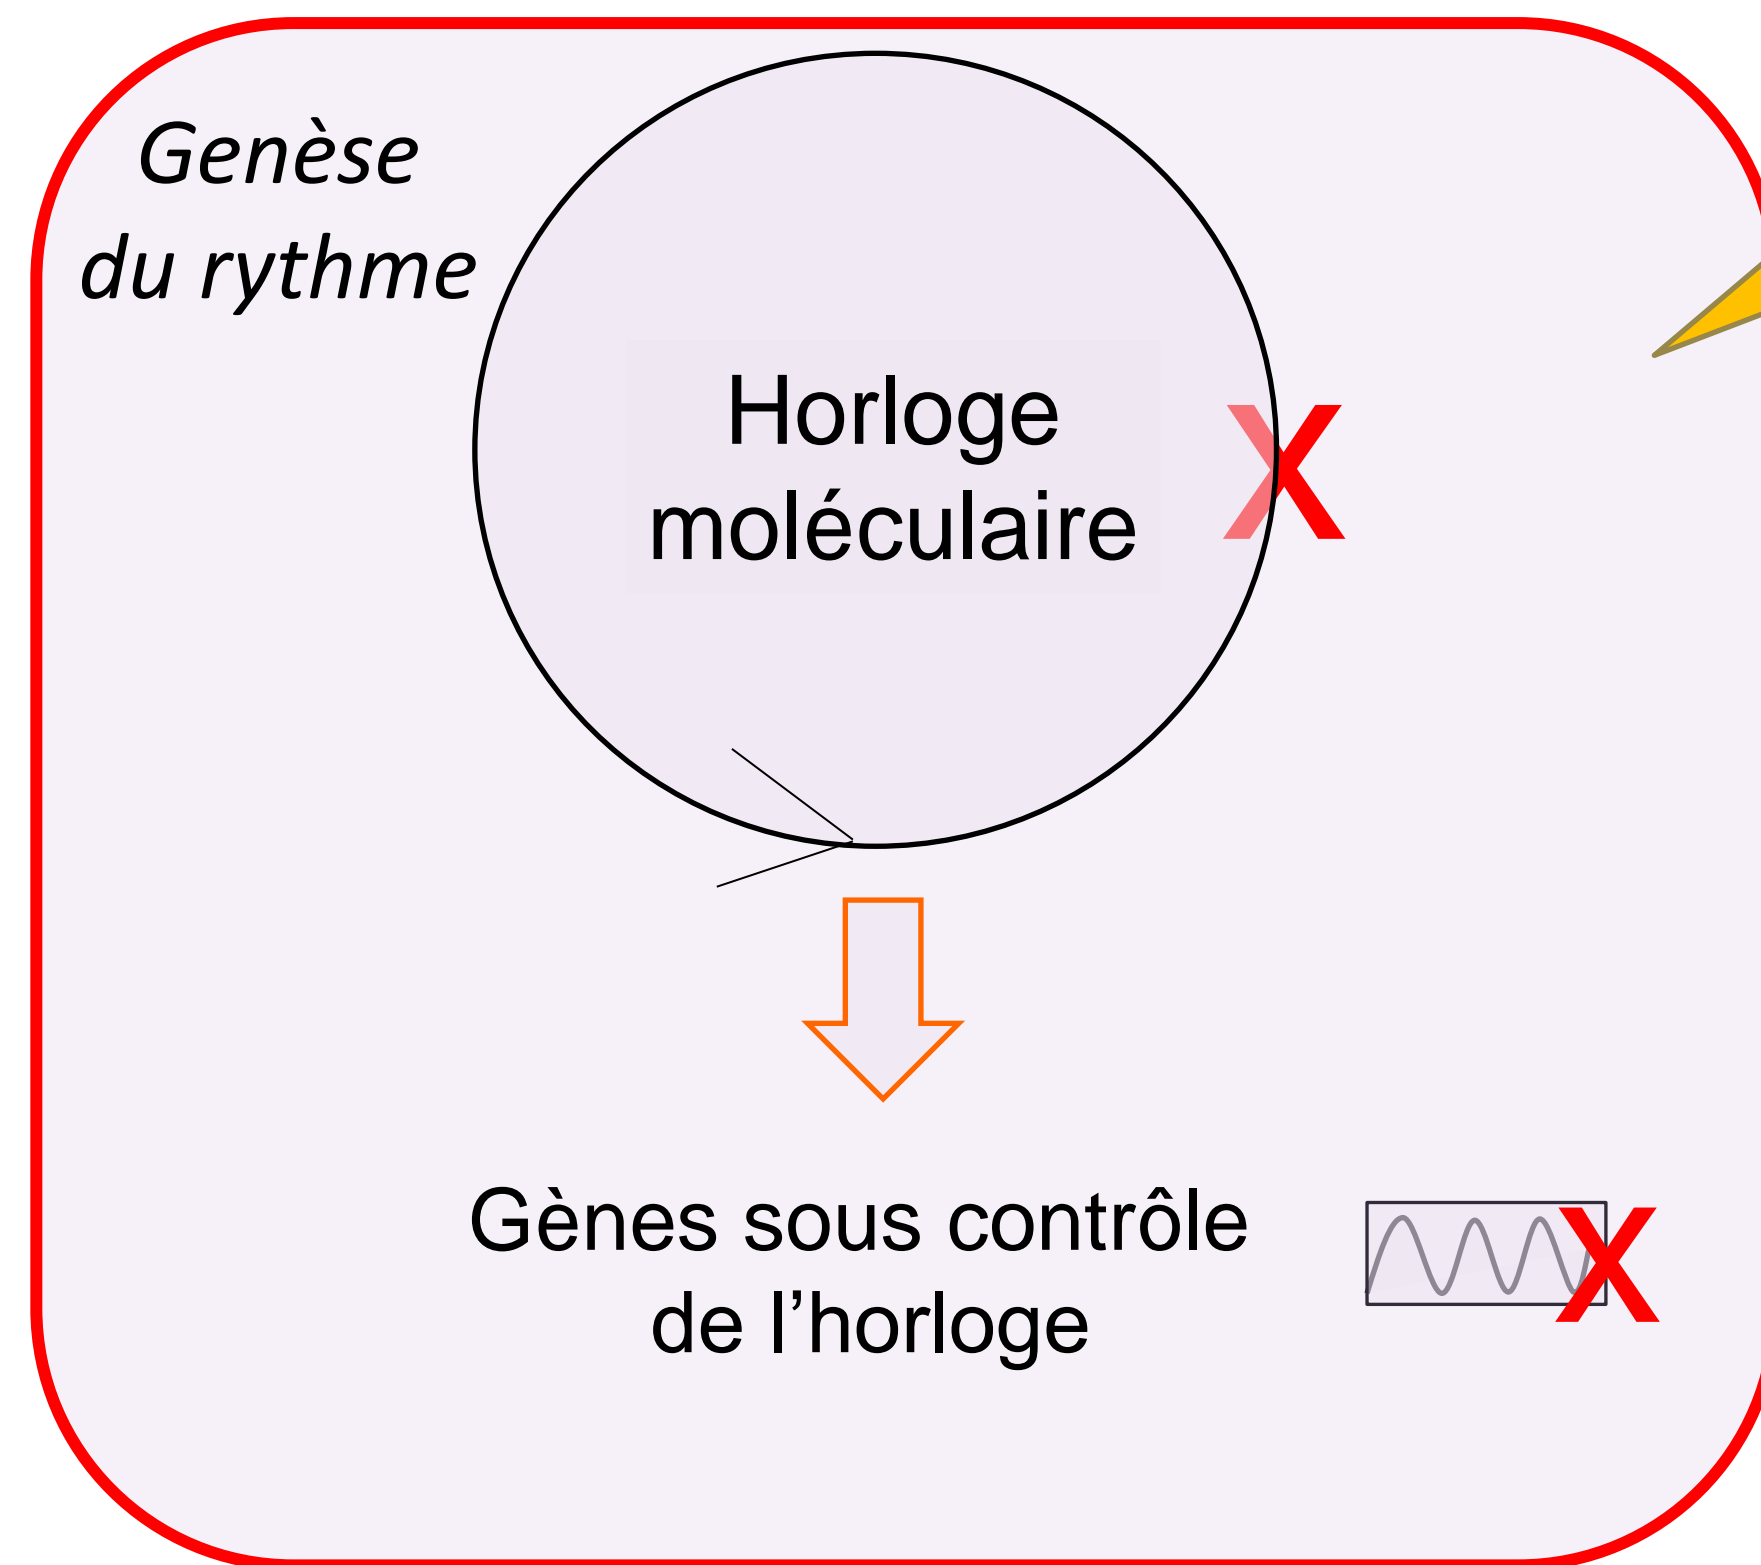 Genèse
du rythme
Horloge
moléculaire
X
Gènes sous contrôle
de l’horloge
X